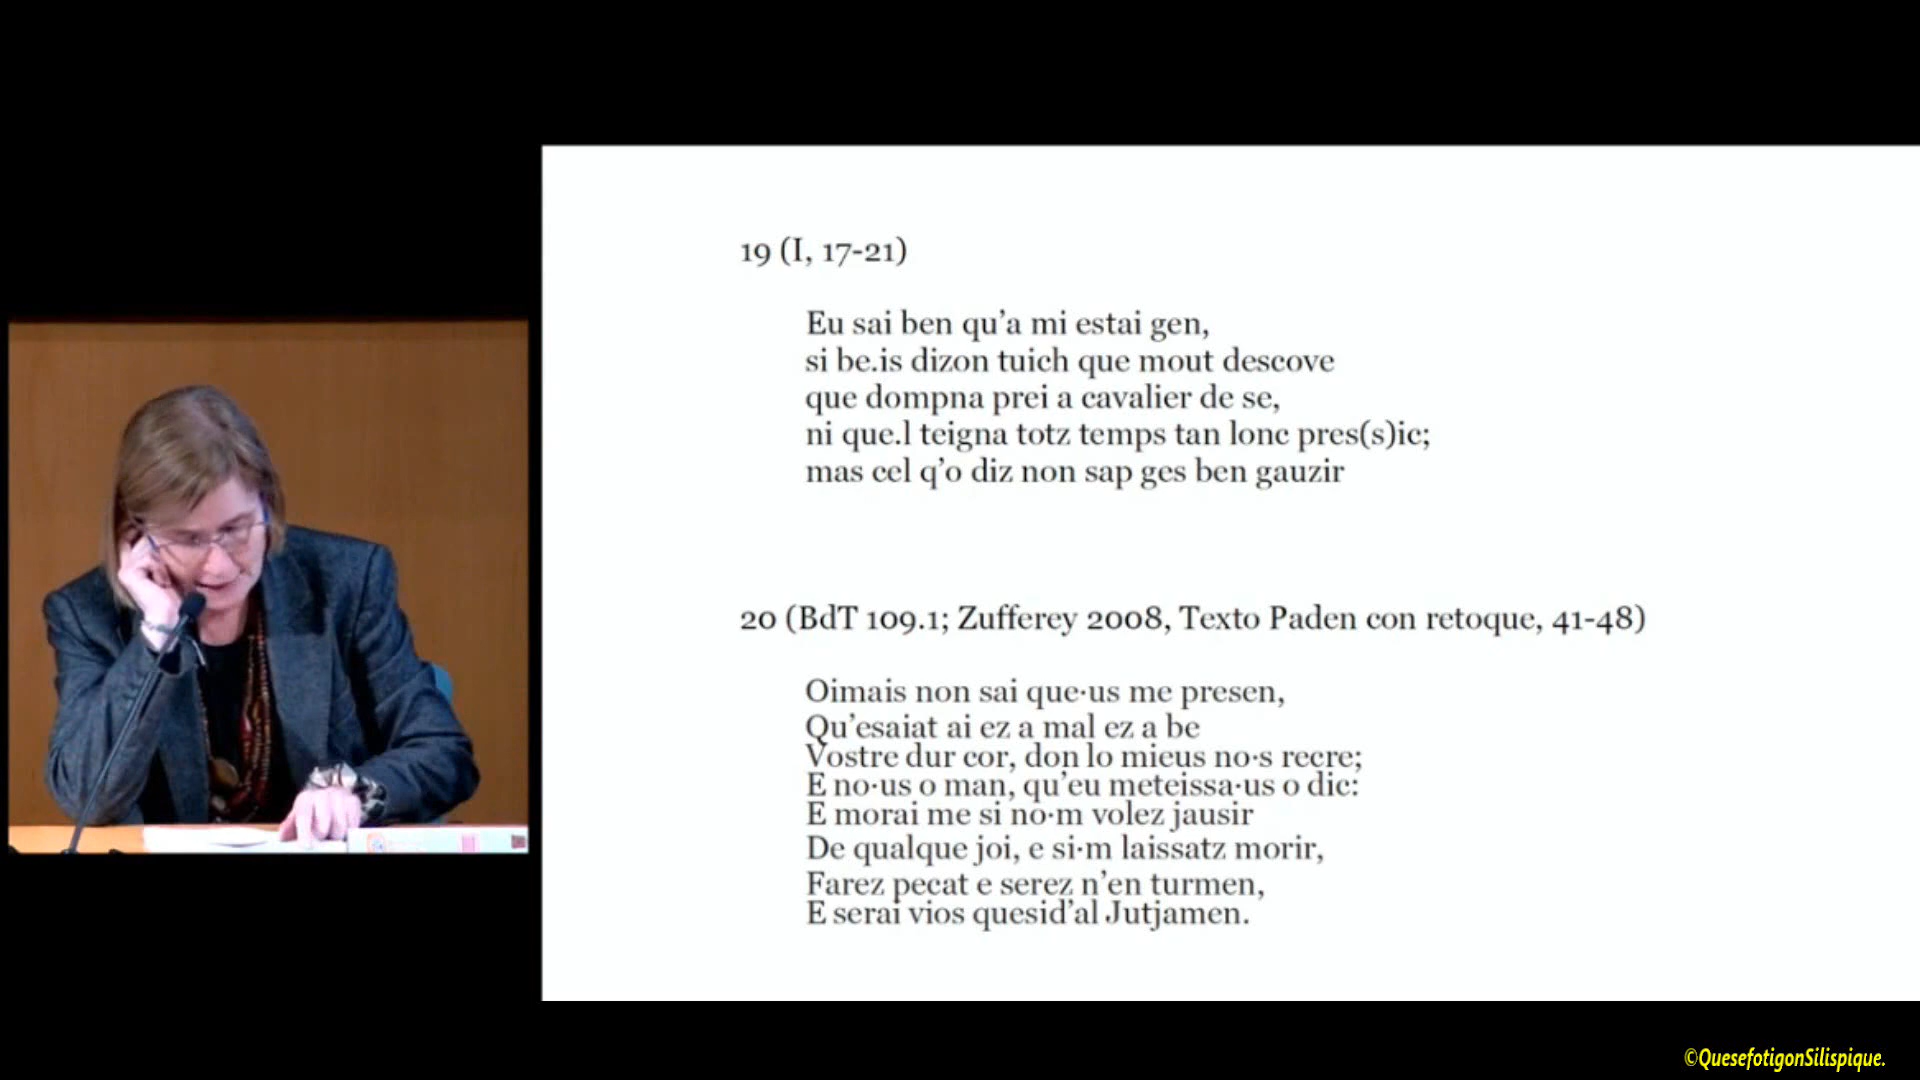 19 (I, 17-21)
Eu sai ben qu’a mi estai gen,
si be.is dizon tuich que mout descove
que dompna prei a cavalier de se,
ni que.l teigna totz temps tan lonc pres(s)ic;
mas cel q’o diz non sap ges ben gauzir
20 (BdT 109.1; Zufferey 2008, Texto Paden con retoque, 41-48)
Oimais non sai que·us me presen,
Qu’esaiat ai ez a mal ez a be
Vostre dur cor, don lo mieus no·s recre;
E no·us o man, qu’eu meteissa·us o dic:
E morai me si no·m volez jausir
De qualque joi, e si·m laissatz morir,
Farez pecat e serez n’en turmen,
E serai vios quesid’al Jutjamen.
©QuesefotigonSilispique.